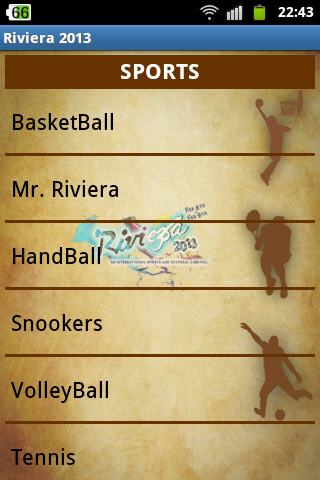 66
22:43
Riviera 2013
SPORTS
BasketBall
Mr. Riviera
Feb 6th
Feb 9th
Riviera
2013
HandBall
AN INTERNATIONAL SPORTS AND CULTURAL CARNIVAL
Snookers
VolleyBall
Tennis